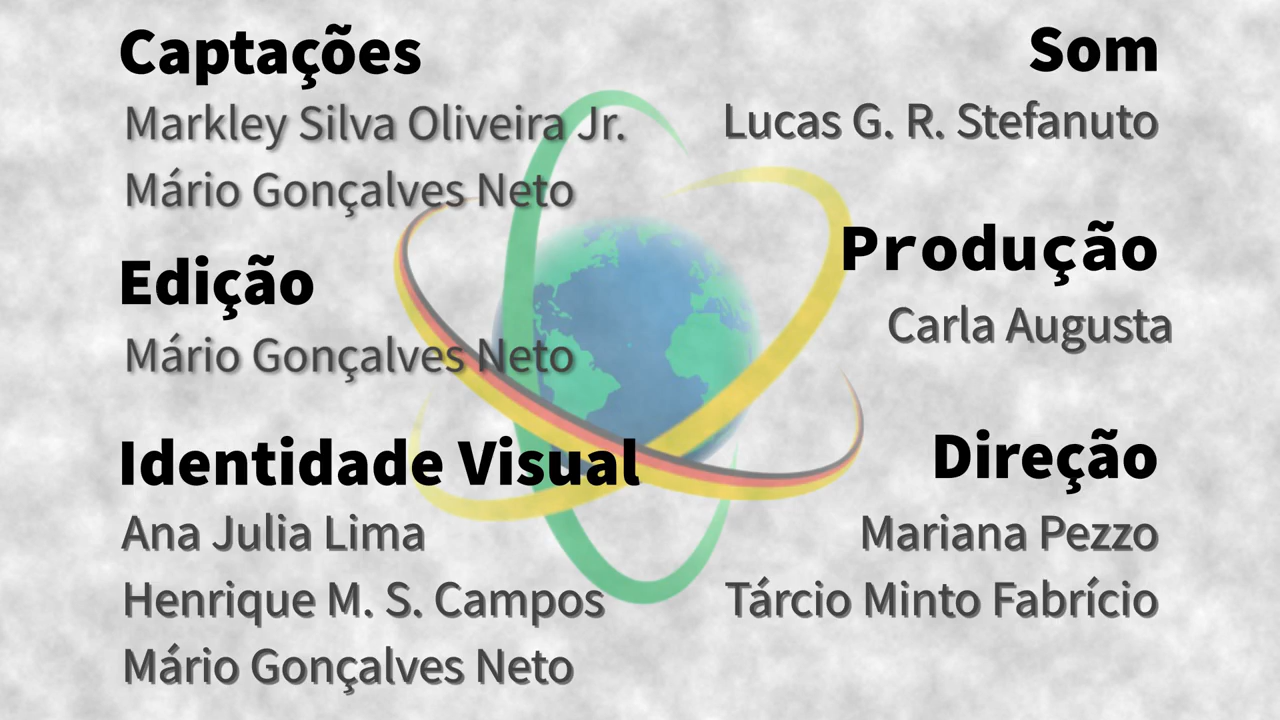 Captações
Markley Silva Oliveira Jr.
Mário Gonçalves Neto
Edição
Mário Gonçalves Neto
Identidade Visual
Ana Julia Lima
Henrique M. S. Campos
Mário Gonçalves Neto
Som
Lucas G. R. Stefanuto
Produção
Carla Augusta
Direção
Mariana Pezzo
Tárcio Minto Fabrício